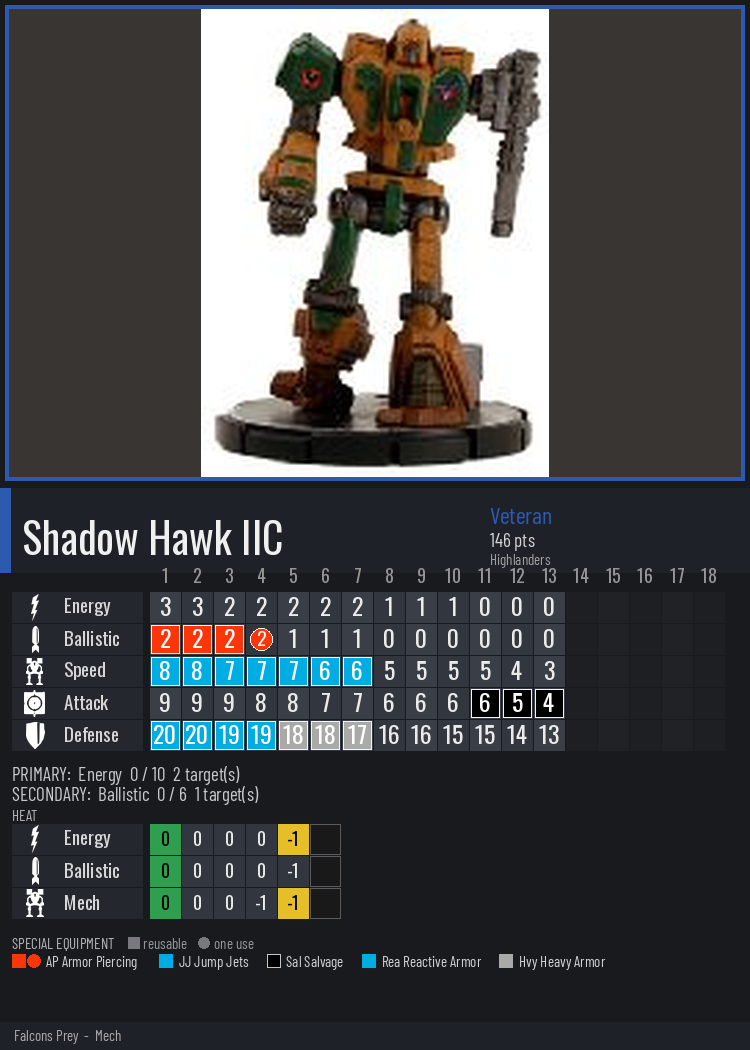 Shadow Hawk IIC
Veteran
146 pts
Highlanders
1 2 3 4 5 6 7 8 9 10 11 12 13 14 15 16 17 18
Energy 3 3 2 2 2 2 2 1 1 1 0 0 0
Ballistic 2 2 2 2 1 1 1 0 0 0 0 0 0
Speed 8 8 7 7 7 6 6 5 5 5 5 4 3
Attack 9 9 9 8 8 7 7 6 6 6 6 5 4
Defense 20 20 19 19 18 18 17 16 16 15 15 14 13
PRIMARY: Energy 0 / 10 2 target(s)
SECONDARY: Ballistic 0 / 6 1 target(s)
HEAT
Energy 0 0 0 0 -1
Ballistic 0 0 0 0 -1
Mech 0 0 0 -1 -1
SPECIAL EQUIPMENT reusable one use
AP Armor Piercing JJ Jump Jets Sal Salvage Rea Reactive Armor Hvy Heavy Armor
Falcons Prey - Mech